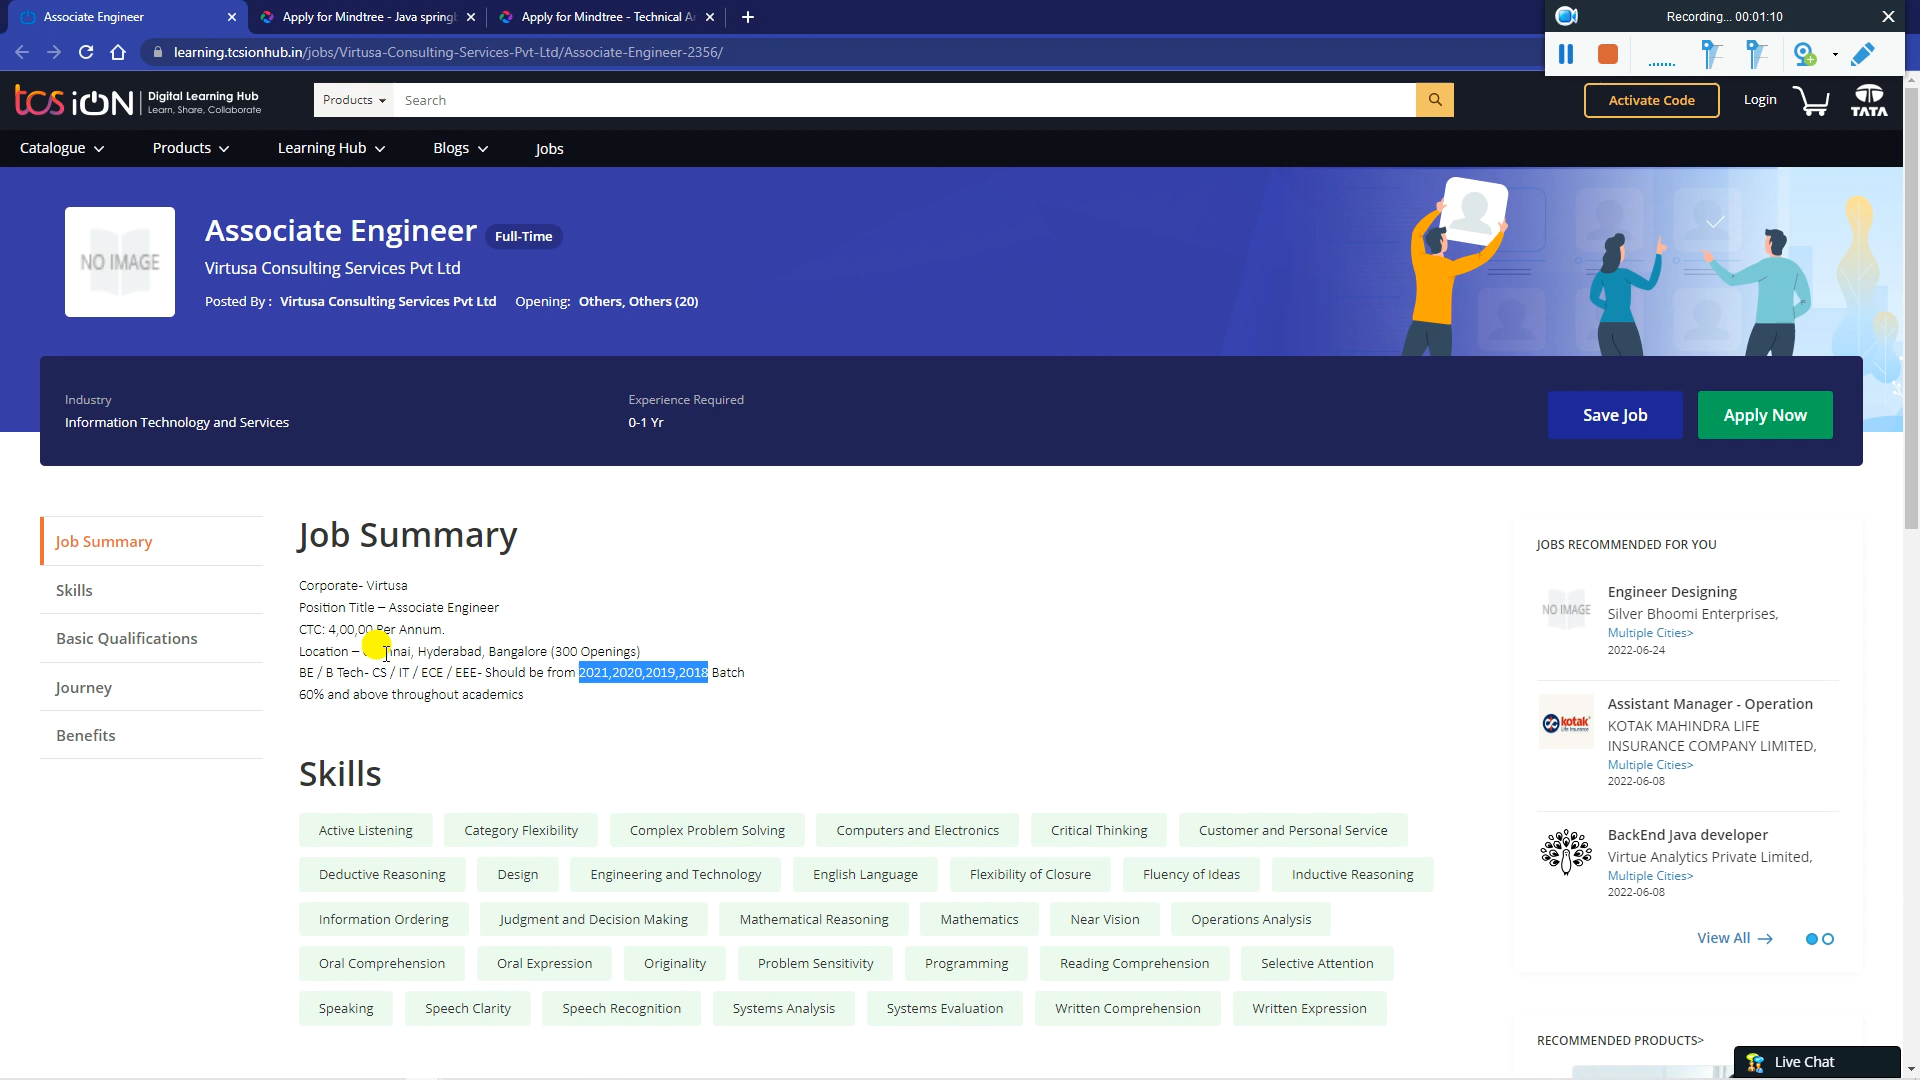 Associate Engineer
Apply for Mindtree - Java spring
Apply for Mindtree - Technical Ar
Recording... 00:01:10
learning.tcsionhub.in/jobs/Virtusa-Consulting-Services-Pvt-Ltd/Associate-Engineer-2356/
tcs iON
Digital Learning Hub
Learn. Share. Collaborate
Products
Search
Activate Code
Login
TATA
Catalogue
Products
Learning Hub
Blogs
Jobs
NO IMAGE
Associate Engineer
Full-Time
Virtusa Consulting Services Pvt Ltd
Posted By : Virtusa Consulting Services Pvt Ltd Opening: Others, Others (20)
Industry
Information Technology and Services
Experience Required
0-1 Yr
Save Job
Apply Now
Job Summary
Skills
Basic Qualifications
Journey
Benefits
Job Summary
Corporate- Virtusa
Position Title – Associate Engineer
CTC: 4,00,00 Per Annum.
Location – nai, Hyderabad, Bangalore (300 Openings)
BE / B Tech- CS / IT / ECE / EEE- Should be from 2021,2020,2019,2018 Batch
60% and above throughout academics
Skills
Active Listening
Category Flexibility
Complex Problem Solving
Computers and Electronics
Critical Thinking
Customer and Personal Service
Deductive Reasoning
Design
Engineering and Technology
English Language
Flexibility of Closure
Fluency of Ideas
Inductive Reasoning
Information Ordering
Judgment and Decision Making
Mathematical Reasoning
Mathematics
Near Vision
Operations Analysis
Oral Comprehension
Oral Expression
Originality
Problem Sensitivity
Programming
Reading Comprehension
Selective Attention
Speaking
Speech Clarity
Speech Recognition
Systems Analysis
Systems Evaluation
Written Comprehension
Written Expression
JOBS RECOMMENDED FOR YOU
NO IMAGE
Engineer Designing
Silver Bhoomi Enterprises,
Multiple Cities>
2022-06-24
kotak
Life Insurance
Assistant Manager - Operation
KOTAK MAHINDRA LIFE
INSURANCE COMPANY LIMITED,
Multiple Cities>
2022-06-08
BackEnd Java developer
Virtue Analytics Private Limited,
Multiple Cities>
2022-06-08
View All
RECOMMENDED PRODUCTS>
Live Chat